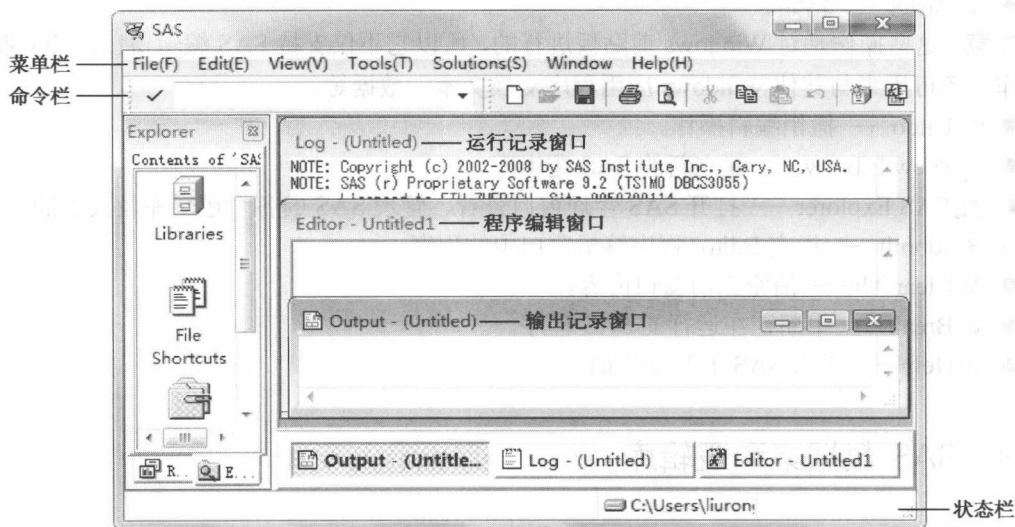 SAS
菜单栏
File(F) Edit(E) View(V) Tools(T) Solutions(S) Window Help(H)
命令栏
Explorer
Contents of 'SA
Libraries
File
Shortcuts
R..
E...
Log - (Untitled) 运行记录窗口
NOTE: Copyright (c) 2002-2008 by SAS Institute Inc., Cary, NC, USA.
NOTE: SAS (r) Proprietary Software 9.2 (TS1M0 DBCS3055)
Editor - Untitled1 程序编辑窗口
Output - (Untitled) 输出记录窗口
Output - (Untitle... Log - (Untitled) Editor - Untitled1
C:\Users\liuron
状态栏